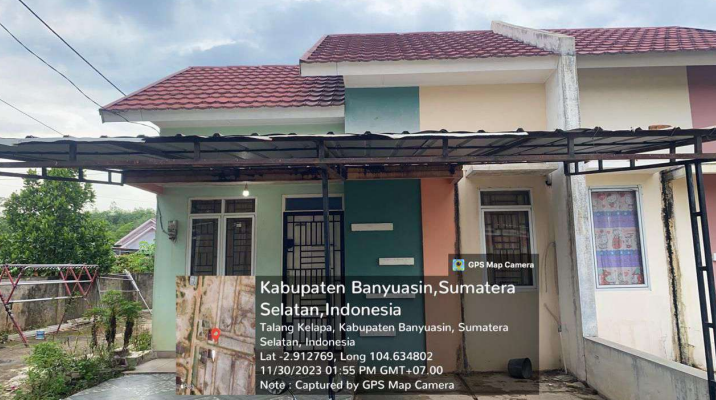 GPS Map Camera
Kabupaten Banyuasin,Sumatera
Selatan,Indonesia
Talang Kelapa, Kabupaten Banyuasin, Sumatera
Selatan, Indonesia
Lat -2.912769, Long 104.634802
11/30/2023 01:55 PM GMT+07.00
Note : Captured by GPS Map Camera